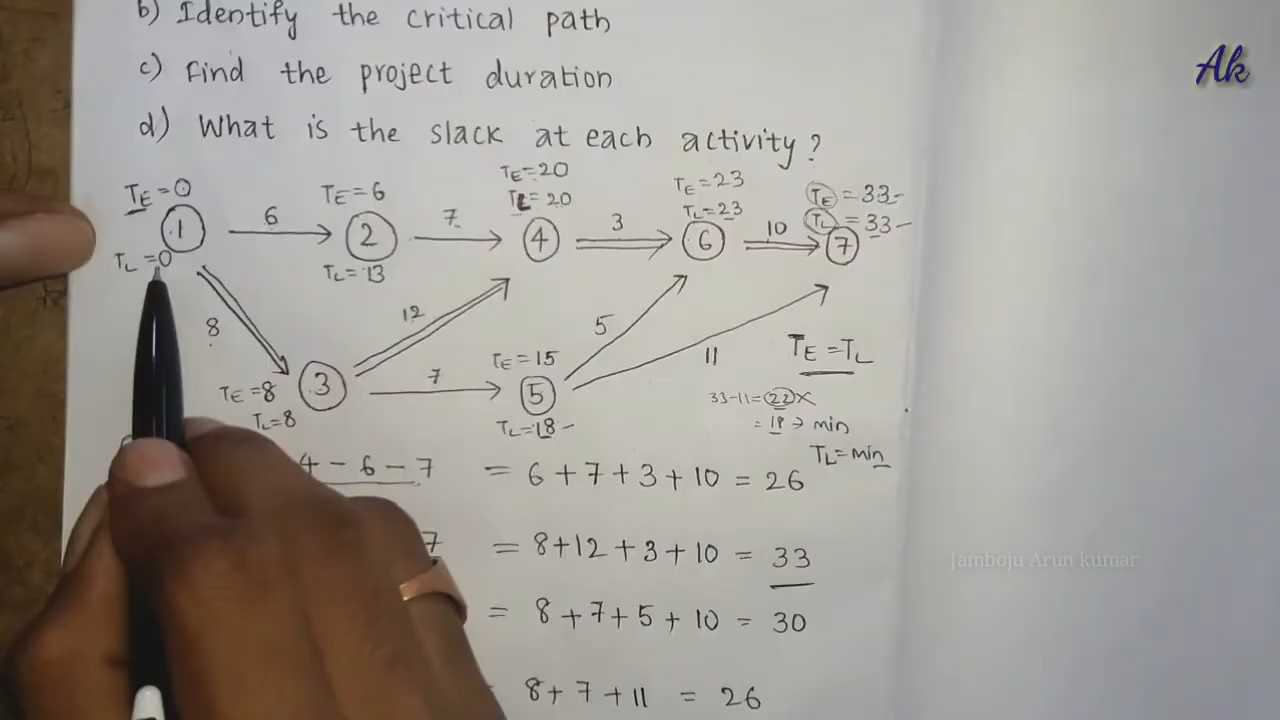 b) Identify the critical path
Ak
c) Find the project duration
d) What is the slack at each activity?
TE=20
TL=20
TE=0
TE=6
TE=23
TL=23
TE=33
TL=33
1
6
2
7
4
3
6
10
7
TL=0
TL=13
8
12
5
11
TE=TL
TE=8
TL=8
3
7
TE=15
5
TL=18
33-11=22X
=18→min
TL=min
4-6-7 =6+7+3+10=26
7 =8+12+3+10=33
= 8+7+5+10=30
8+7+11=26
Jamboju Arun kumar